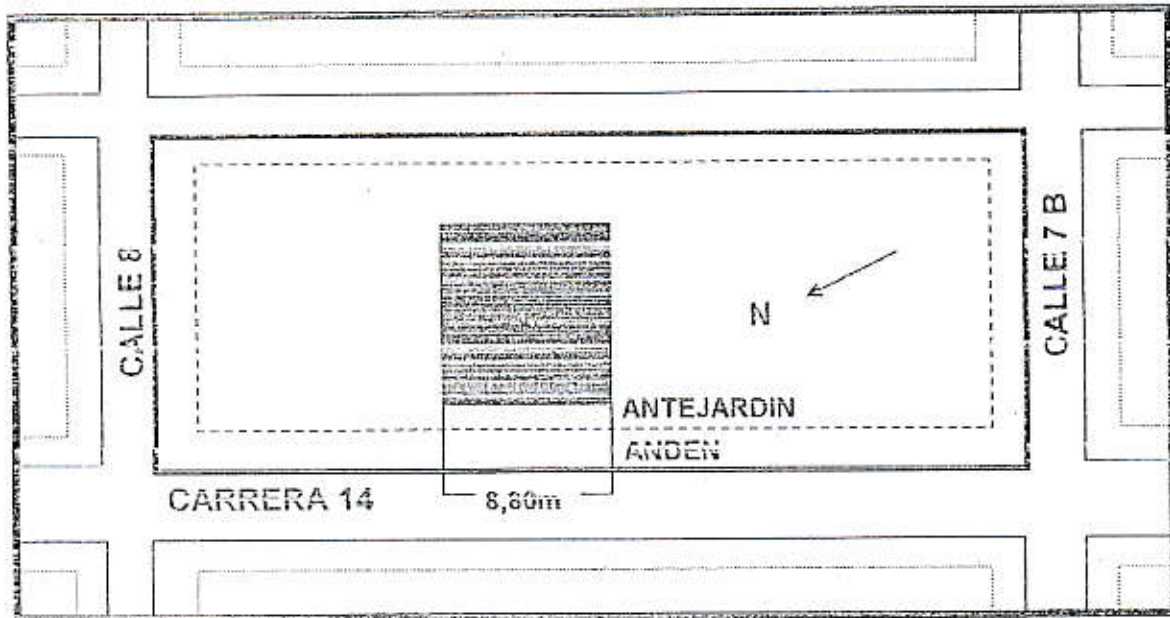 CALLE 8
CALLE 7 B
N
ANTEJARDIN
ANDEN
CARRERA 14
8,80m